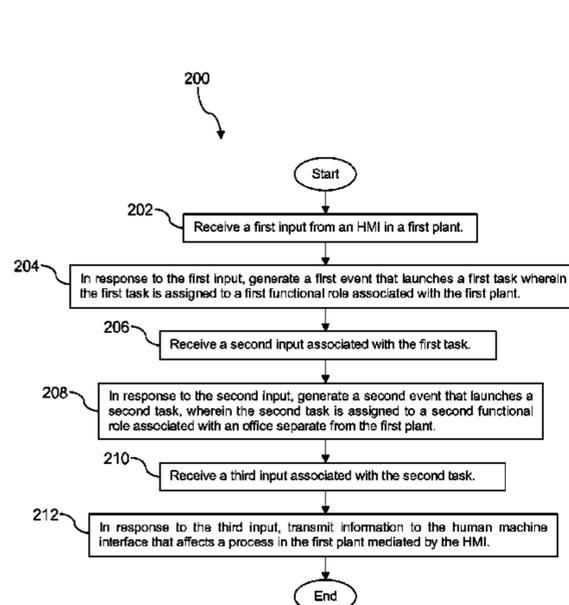 200
Start
202
Receive a first input from an HMI in a first plant.
204
In response to the first input, generate a first event that launches a first task wherein
the first task is assigned to a first functional role associated with the first plant.
206
Receive a second input associated with the first task.
208
In response to the second input, generate a second event that launches a
second task, wherein the second task is assigned to a second functional
role associated with an office separate from the first plant.
210
Receive a third input associated with the second task.
212
In response to the third input, transmit information to the human machine
interface that affects a process in the first plant mediated by the HMI.
End